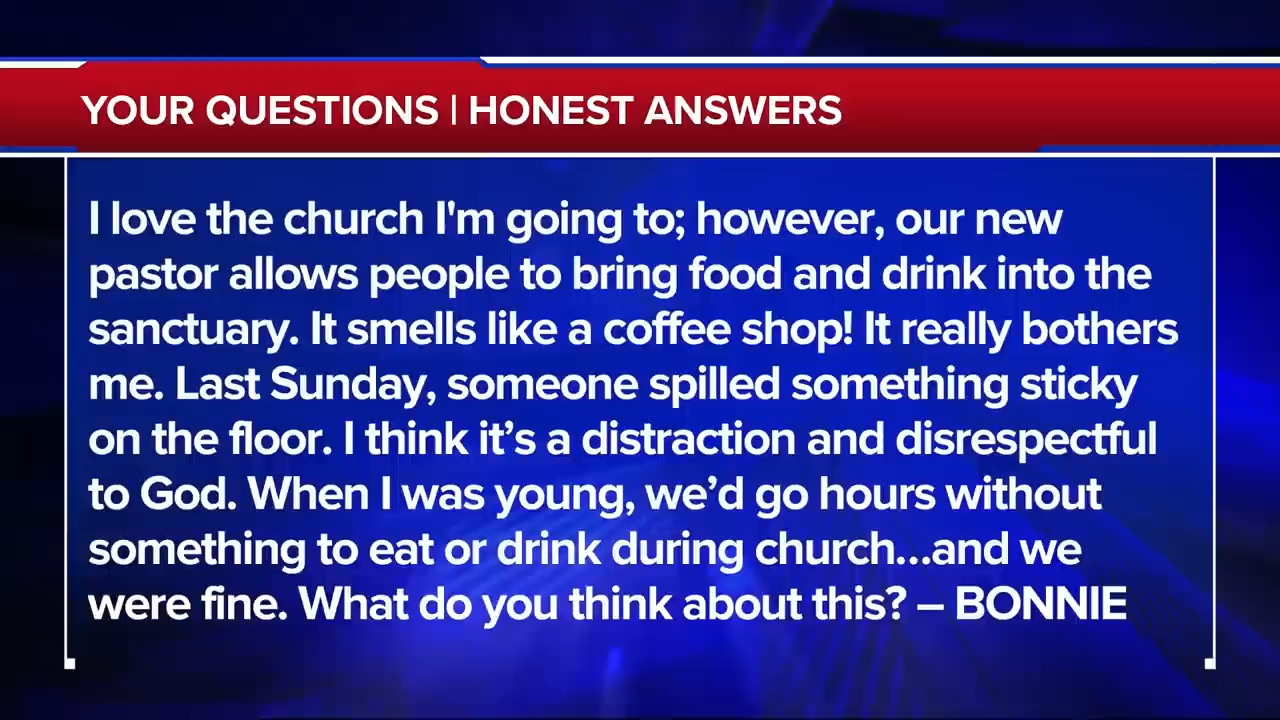 YOUR QUESTIONS | HONEST ANSWERS
I love the church I'm going to; however, our new
pastor allows people to bring food and drink into the
sanctuary. It smells like a coffee shop! It really bothers
me. Last Sunday, someone spilled something sticky
on the floor. I think it’s a distraction and disrespectful
to God. When I was young, we’d go hours without
something to eat or drink during church...and we
were fine. What do you think about this? – BONNIE